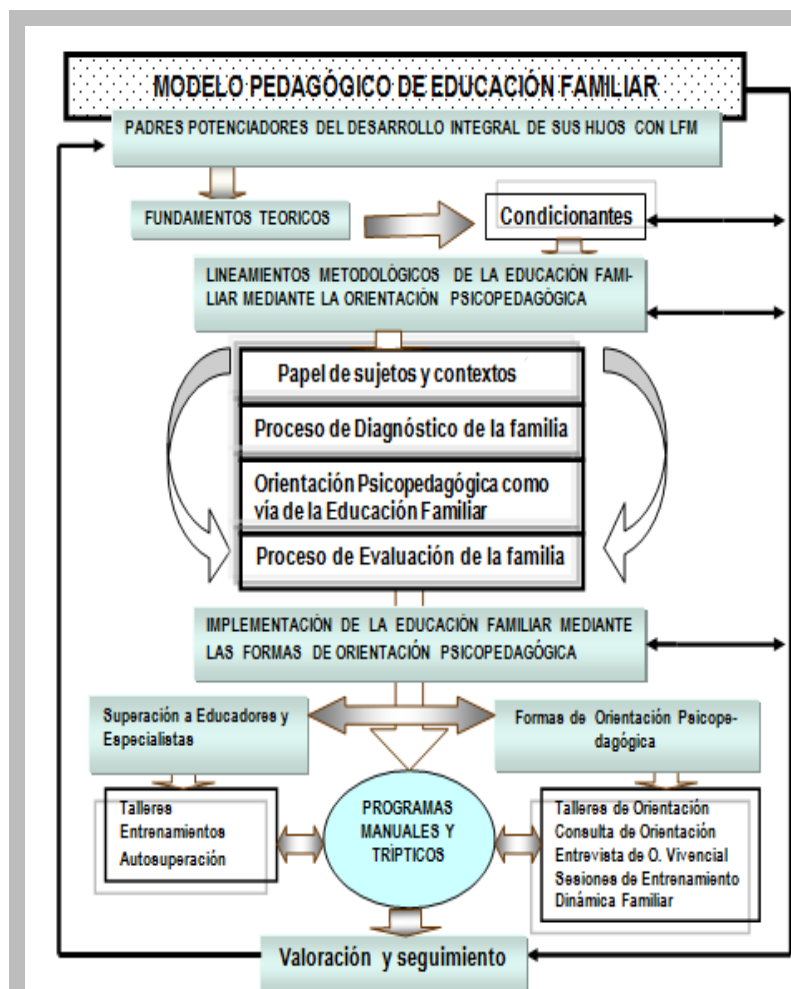 MODELO PEDAGÓGICO DE EDUCACIÓN FAMILIAR
PADRES POTENCIADORES DEL DESARROLLO INTEGRAL DE SUS HIJOS CON LFM
FUNDAMENTOS TEÓRICOS
Condicionantes
LINEAMIENTOS METODOLÓGICOS DE LA EDUCACIÓN FAMI-
LIAR MEDIANTE LA ORIENTACIÓN PSICOPEDAGÓGICA
Papel de sujetos y contextos
Proceso de Diagnóstico de la familia
Orientación Psicopedagógica como
vía de la Educación Familiar
Proceso de Evaluación de la familia
IMPLEMENTACIÓN DE LA EDUCACIÓN FAMILIAR MEDIANTE
LAS FORMAS DE ORIENTACIÓN PSICOPEDAGÓGICA
Superación a Educadores y
Especialistas
Formas de Orientación Psicope-
dagógica
Talleres
Entrenamientos
Autosuperación
PROGRAMAS
MANUALES Y
TRÍPTICOS
Talleres de Orientación
Consulta de Orientación
Entrevista de O. Vivencial
Sesiones de Entrenamiento
Dinámica Familiar
Valoración y seguimiento